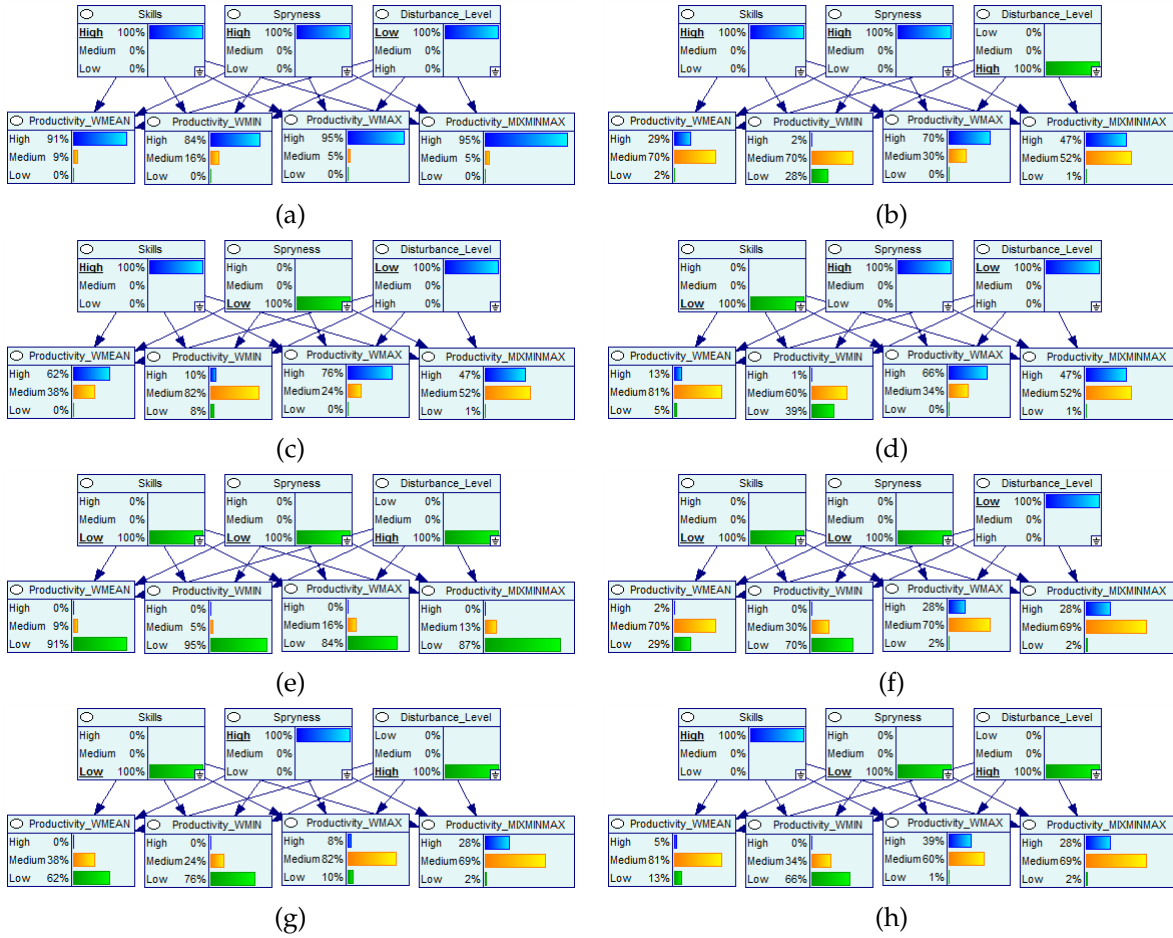 Skills
High 100%
Medium 0%
Low 0%
Spryness
High 100%
Medium 0%
Low 0%
Disturbance_Level
Low 100%
Medium 0%
High 0%
Productivity_WMEAN
High 91%
Medium 9%
Low 0%
Productivity_WMIN
High 84%
Medium 16%
Low 0%
Productivity_WMAX
High 95%
Medium 5%
Low 0%
Productivity_MIXMINMAX
High 95%
Medium 5%
Low 0%
(a)
Skills
High 100%
Medium 0%
Low 0%
Spryness
High 100%
Medium 0%
Low 0%
Disturbance_Level
Low 0%
Medium 0%
High 100%
Productivity_WMEAN
High 29%
Medium 70%
Low 2%
Productivity_WMIN
High 2%
Medium 70%
Low 28%
Productivity_WMAX
High 70%
Medium 30%
Low 0%
Productivity_MIXMINMAX
High 47%
Medium 52%
Low 1%
(b)
Skills
High 100%
Medium 0%
Low 0%
Spryness
High 0%
Medium 0%
Low 100%
Disturbance_Level
Low 100%
Medium 0%
High 0%
Productivity_WMEAN
High 62%
Medium 38%
Low 0%
Productivity_WMIN
High 10%
Medium 82%
Low 8%
Productivity_WMAX
High 76%
Medium 24%
Low 0%
Productivity_MIXMINMAX
High 47%
Medium 52%
Low 1%
(c)
Skills
High 0%
Medium 0%
Low 100%
Spryness
High 100%
Medium 0%
Low 0%
Disturbance_Level
Low 100%
Medium 0%
High 0%
Productivity_WMEAN
High 13%
Medium 81%
Low 5%
Productivity_WMIN
High 1%
Medium 60%
Low 39%
Productivity_WMAX
High 66%
Medium 34%
Low 0%
Productivity_MIXMINMAX
High 47%
Medium 52%
Low 1%
(d)
Skills
High 0%
Medium 0%
Low 100%
Spryness
High 0%
Medium 0%
Low 100%
Disturbance_Level
Low 0%
Medium 0%
High 100%
Productivity_WMEAN
High 0%
Medium 9%
Low 91%
Productivity_WMIN
High 0%
Medium 5%
Low 95%
Productivity_WMAX
High 0%
Medium 16%
Low 84%
Productivity_MIXMINMAX
High 0%
Medium 13%
Low 87%
(e)
Skills
High 0%
Medium 0%
Low 100%
Spryness
High 0%
Medium 0%
Low 100%
Disturbance_Level
Low 100%
Medium 0%
High 0%
Productivity_WMEAN
High 2%
Medium 70%
Low 29%
Productivity_WMIN
High 0%
Medium 30%
Low 70%
Productivity_WMAX
High 28%
Medium 70%
Low 2%
Productivity_MIXMINMAX
High 28%
Medium 69%
Low 2%
(f)
Skills
High 0%
Medium 0%
Low 100%
Spryness
High 100%
Medium 0%
Low 0%
Disturbance_Level
Low 0%
Medium 0%
High 100%
Productivity_WMEAN
High 0%
Medium 38%
Low 62%
Productivity_WMIN
High 0%
Medium 24%
Low 76%
Productivity_WMAX
High 8%
Medium 82%
Low 10%
Productivity_MIXMINMAX
High 28%
Medium 69%
Low 2%
(g)
Skills
High 100%
Medium 0%
Low 0%
Spryness
High 0%
Medium 0%
Low 100%
Disturbance_Level
Low 0%
Medium 0%
High 100%
Productivity_WMEAN
High 5%
Medium 81%
Low 13%
Productivity_WMIN
High 0%
Medium 34%
Low 66%
Productivity_WMAX
High 39%
Medium 60%
Low 1%
Productivity_MIXMINMAX
High 28%
Medium 69%
Low 2%
(h)